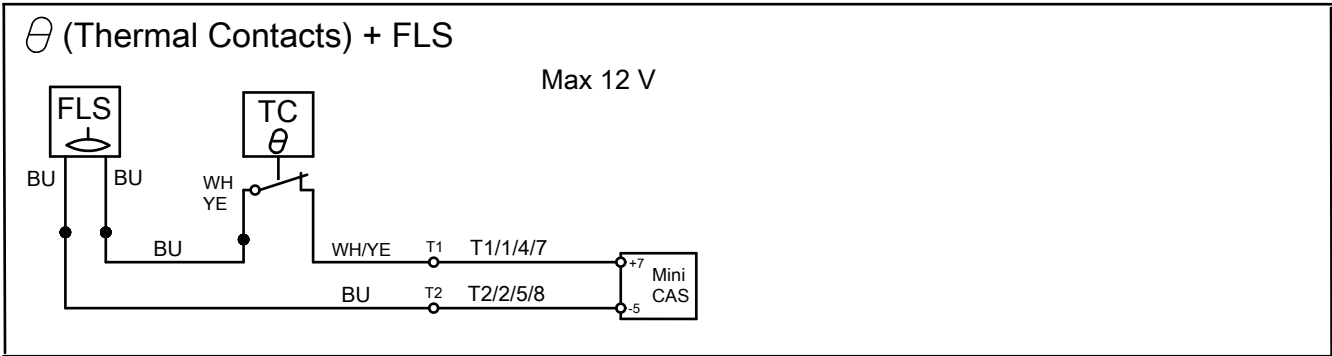 θ (Thermal Contacts) + FLS
Max 12 V
FLS
TC
θ
BU
BU
WH
YE
BU
WH/YE
T1
T1/1/4/7
+7
Mini
CAS
BU
T2
T2/2/5/8
-5